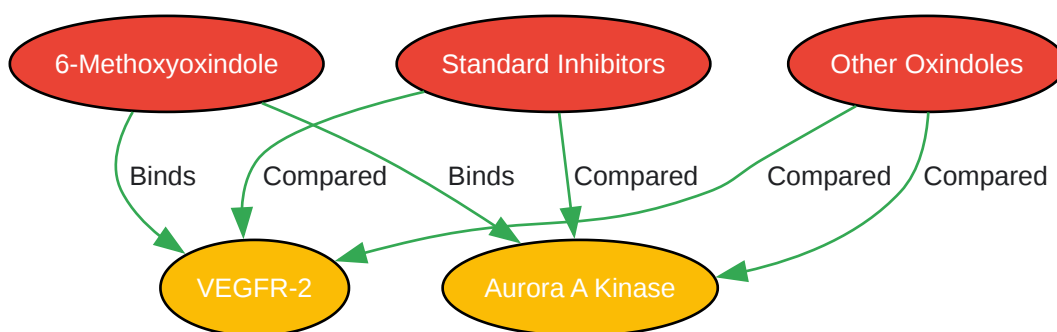 6-Methoxyoxindole
Standard Inhibitors
Other Oxindoles
Binds
Compared
Binds
Compared
Compared
Compared
VEGFR-2
Aurora A Kinase